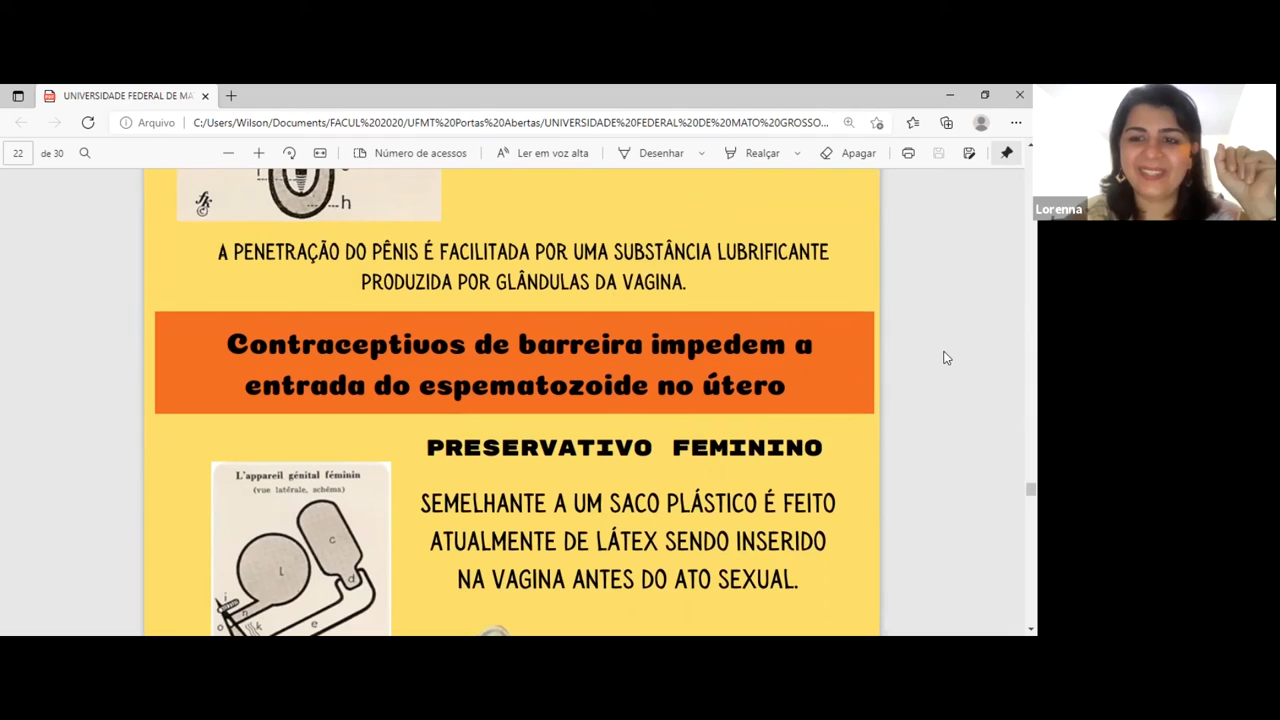 UNIVERSIDADE FEDERAL DE MA
Arquivo
C:/Users/Wilson/Documents/FACUL%202020/UFMT%20Portas%20Abertas/UNIVERSIDADE%20FEDERAL%20DE%20MATO%20GROSSO...
22 de 30
Número de acessos
Ler em voz alta
Desenhar
Realçar
Apagar
Lorenna
h
A PENETRAÇÃO DO PÊNIS É FACILITADA POR UMA SUBSTÂNCIA LUBRIFICANTE
PRODUZIDA POR GLÂNDULAS DA VAGINA.
Contraceptivos de barreira impedem a
entrada do espematozoide no útero
PRESERVATIVO FEMININO
SEMELHANTE A UM SACO PLÁSTICO É FEITO
ATUALMENTE DE LÁTEX SENDO INSERIDO
NA VAGINA ANTES DO ATO SEXUAL.
L'appareil génital féminin
(vue latérale, schéma)
c
l
d
i
n
o
k
e